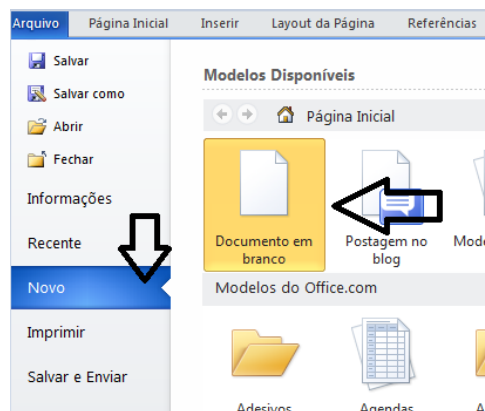 Arquivo Página Inicial Inserir Layout da Página Referências
Salvar
Salvar como
Abrir
Fechar
Informações
Recente
Novo
Imprimir
Salvar e Enviar
Modelos Disponíveis
Página Inicial
Documento em
branco
Postagem no
blog
Modelos do Office.com
Adesivos
Agendas